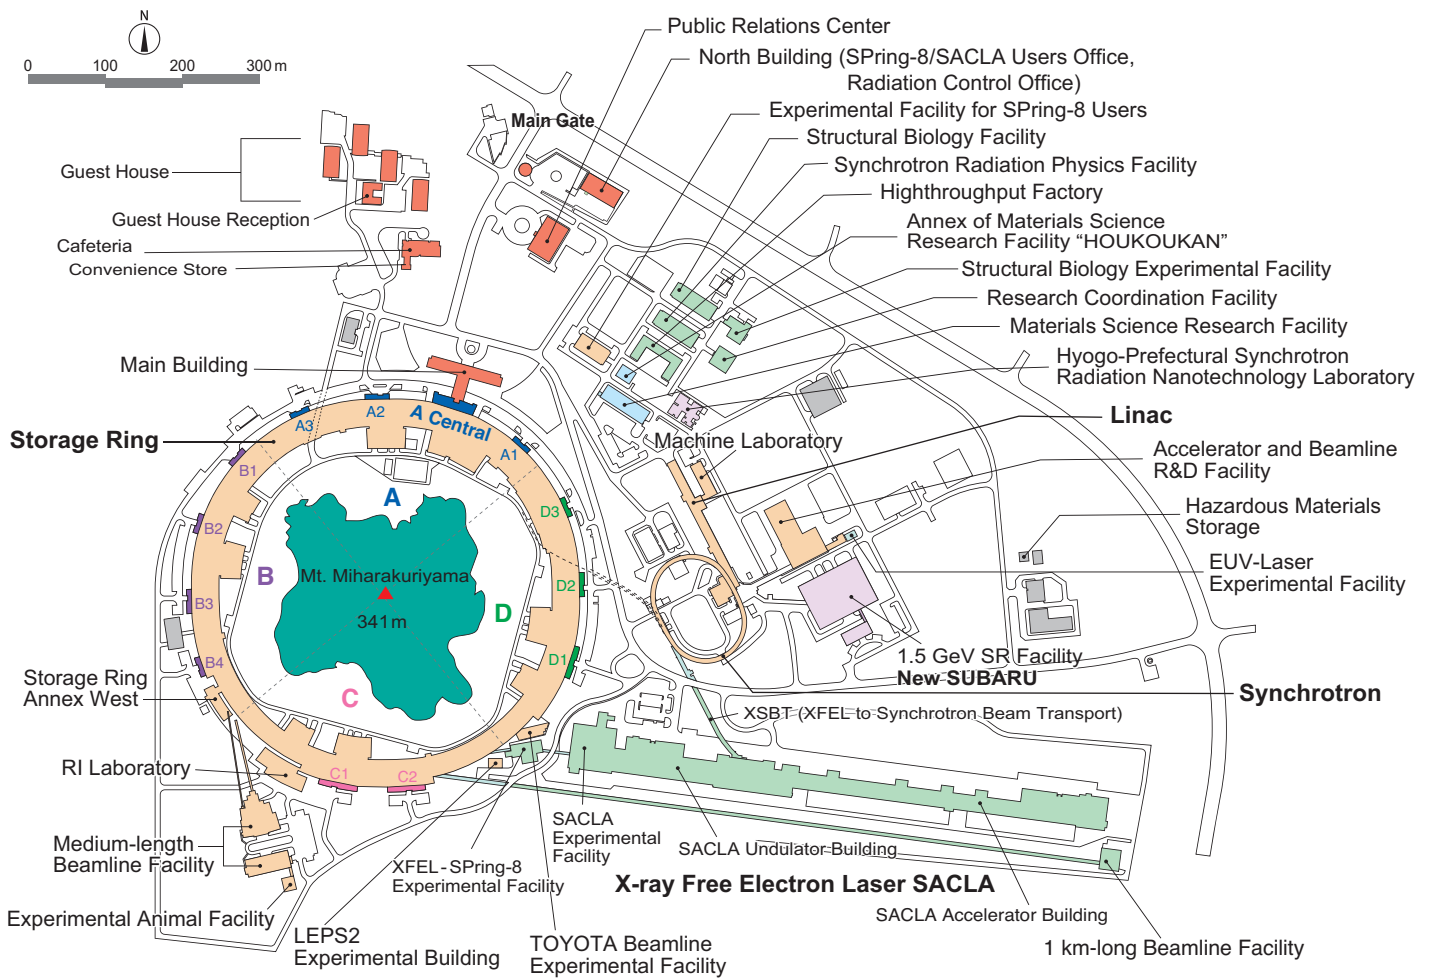 N
0 100 200 300 m
Public Relations Center
North Building (SPring-8/SACLA Users Office,
Radiation Control Office)
Experimental Facility for SPring-8 Users
Main Gate
Structural Biology Facility
Synchrotron Radiation Physics Facility
Highthroughput Factory
Annex of Materials Science
Research Facility “HOUKOUKAN”
Structural Biology Experimental Facility
Research Coordination Facility
Materials Science Research Facility
Hyogo-Prefectural Synchrotron
Radiation Nanotechnology Laboratory
Guest House
Guest House Reception
Cafeteria
Convenience Store
Main Building
Storage Ring
A3
A2
A Central
A1
B1
B2
B3
B4
A
B
C
D
D3
D2
D1
C1
C2
Mt. Miharakuriyama
341 m
Machine Laboratory
Linac
Accelerator and Beamline
R&D Facility
Hazardous Materials
Storage
EUV-Laser
Experimental Facility
1.5 GeV SR Facility
New SUBARU
Synchrotron
XSBT (XFEL to Synchrotron Beam Transport)
Storage Ring
Annex West
RI Laboratory
Medium-length
Beamline Facility
Experimental Animal Facility
LEPS2
Experimental Building
XFEL-SPring-8
Experimental Facility
TOYOTA Beamline
Experimental Facility
SACLA
Experimental
Facility
SACLA Undulator Building
X-ray Free Electron Laser SACLA
SACLA Accelerator Building
1 km-long Beamline Facility